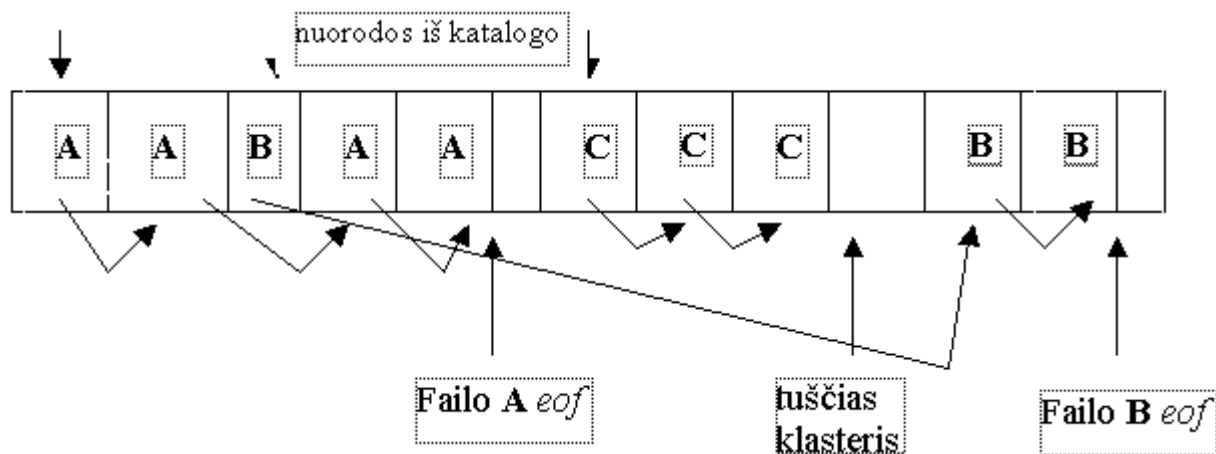 nuorodos iš katalogo
A A B A A C C C B B
Failo A eof
tuščias
klasteris
Failo B eof